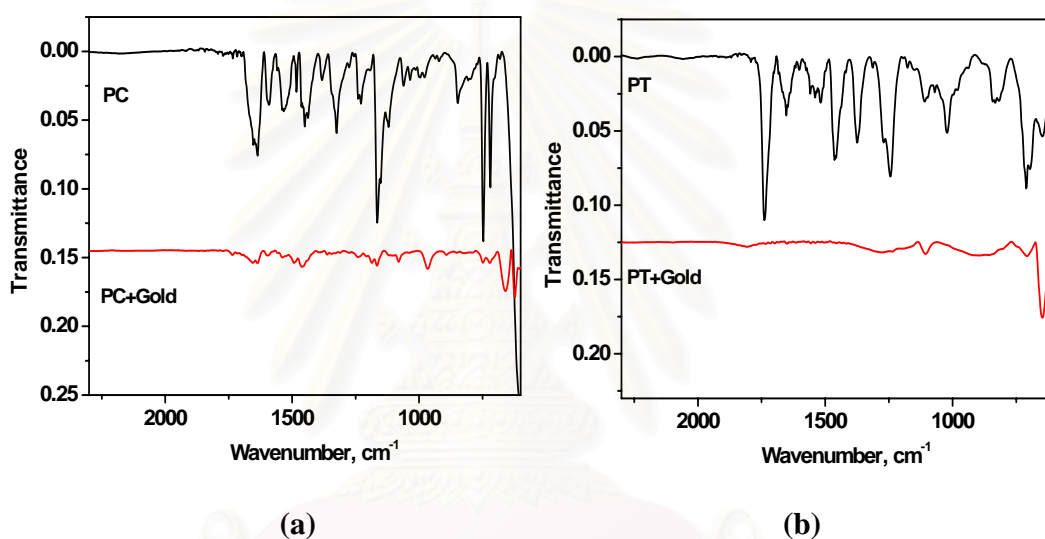 0.00
0.05
0.10
0.15
0.20
0.25
Transmittance
PC
PC+Gold
2000
1500
1000
Wavenumber, cm-1
(a)
0.00
0.05
0.10
0.15
0.20
Transmittance
PT
PT+Gold
2000
1500
1000
Wavenumber, cm-1
(b)